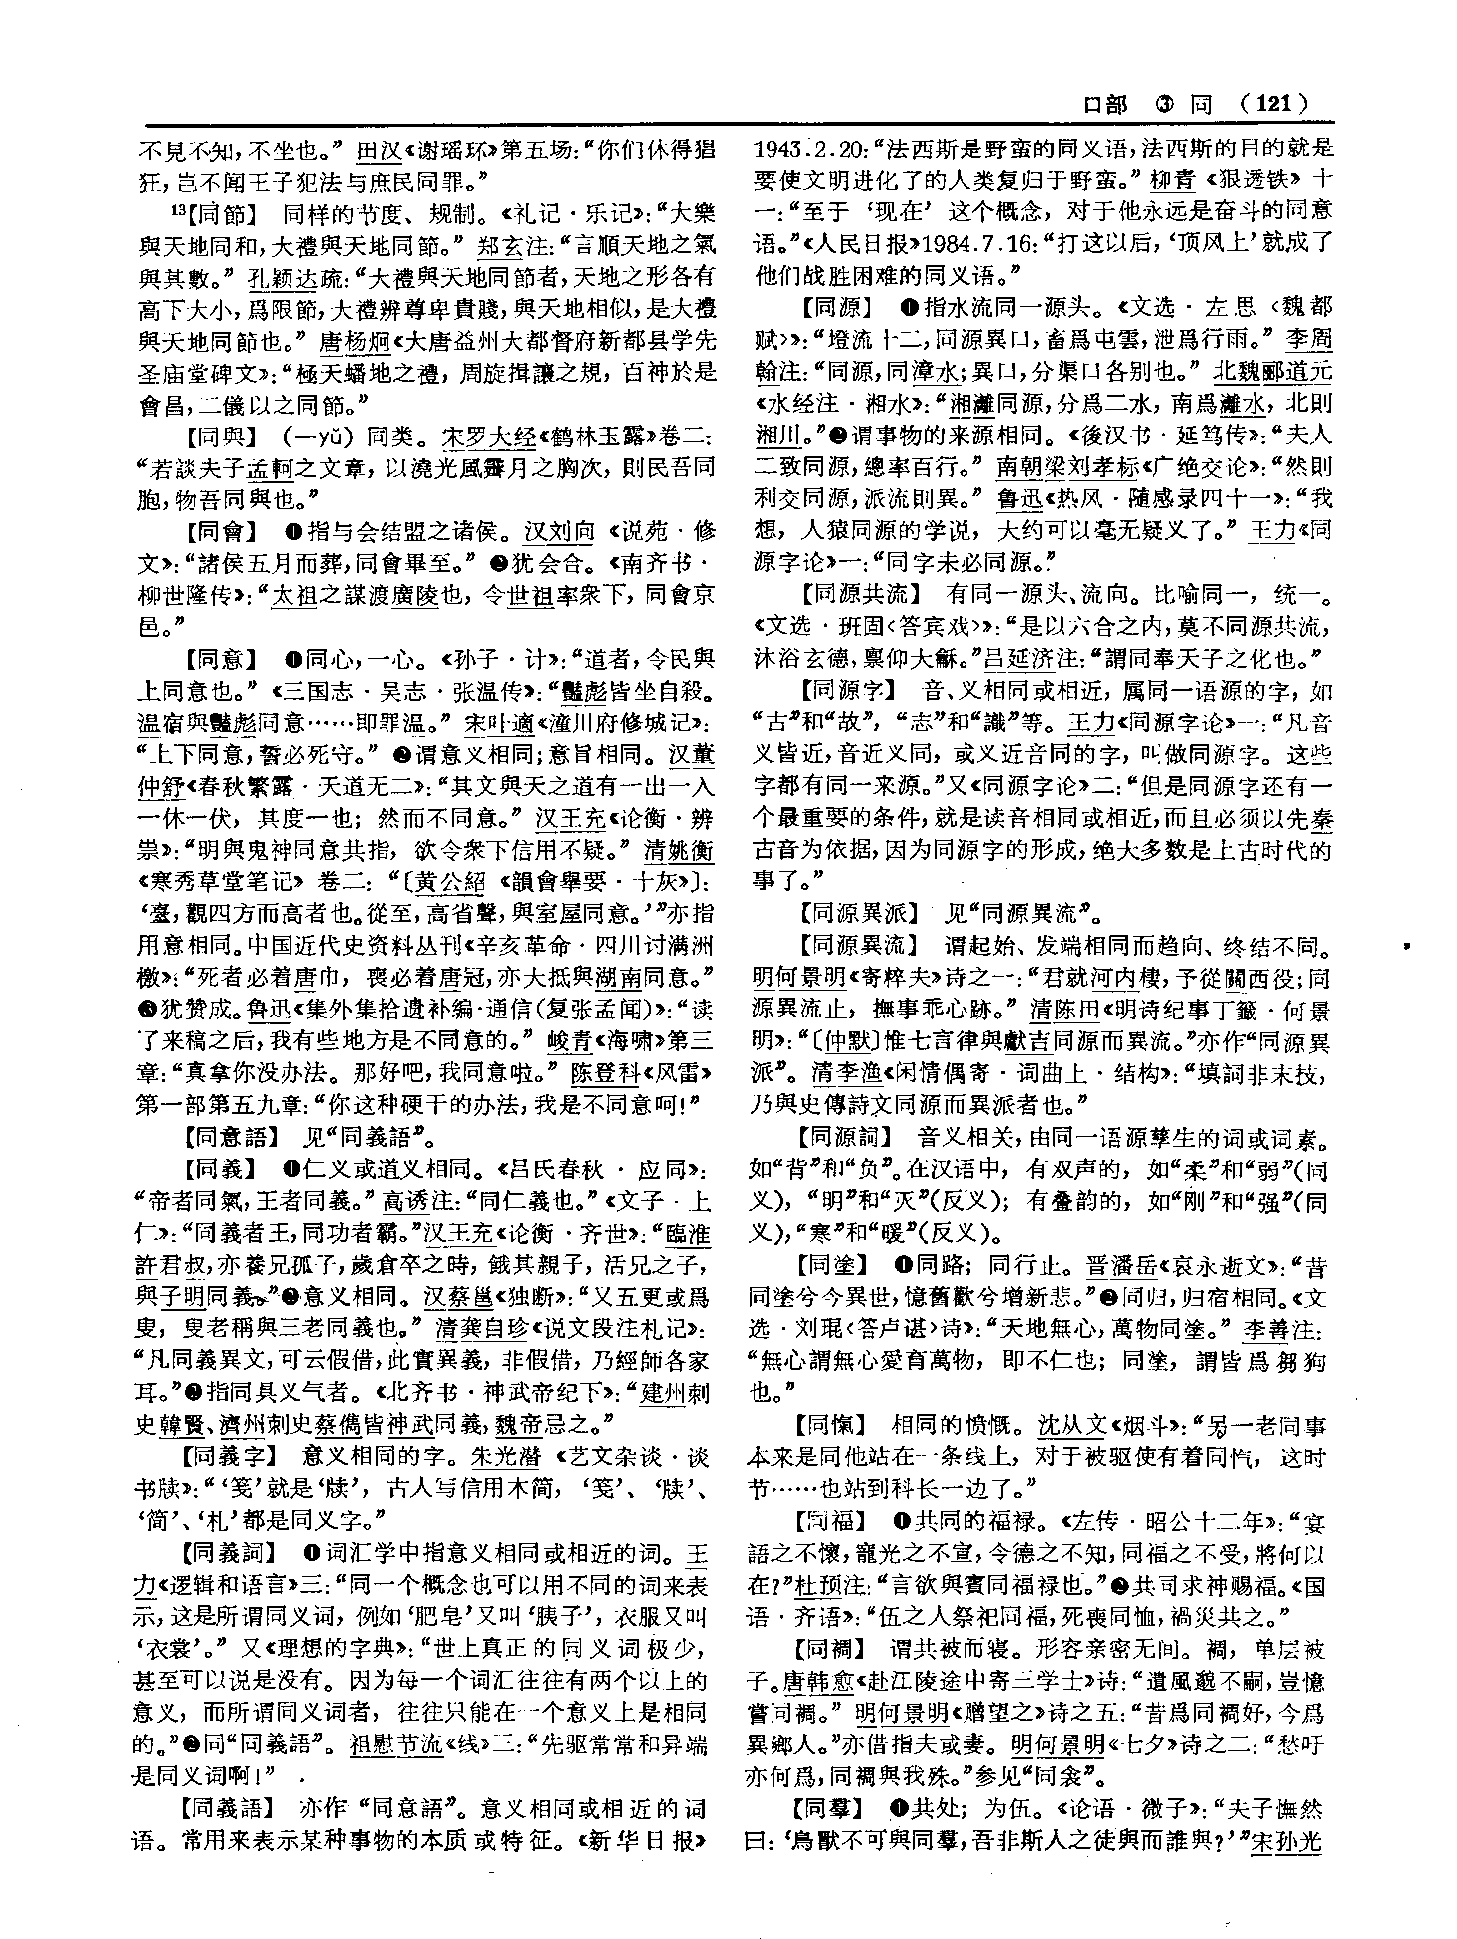 口部 ③ 同 (121)
不見不知,不坐也。”田汉《谢瑶环》第五场:“你们休得猖
狂,岂不闻王子犯法与庶民同罪。”
13【同節】 同样的节度、规制。《礼记·乐记》:“大樂
與天地同和,大禮與天地同節。”郑玄注:“言順天地之氣
與其數。”孔颖达疏:“大禮與天地同節者,天地之形各有
高下大小,爲限節,大禮辨尊卑貴賤,與天地相似,是大禮
與天地同節也。”唐杨炯《大唐益州大都督府新都县学先
圣庙堂碑文》:“極天蟠地之禮,周旋揖讓之規,百神於是
會昌,二儀以之同節。”
【同與】 (—yǔ) 同类。宋罗大经《鹤林玉露》卷二:
“若談夫子孟軻之文章,以澆光風霽月之胸次,則民吾同
胞,物吾同與也。”
【同會】 ❶指与会结盟之诸侯。汉刘向《说苑·修
文》:“諸侯五月而葬,同會畢至。”❷犹会合。《南齐书·
柳世隆传》:“太祖之謀渡廣陵也,令世祖率衆下,同會京
邑。”
【同意】 ❶同心,一心。《孙子·计》:“道者,令民與
上同意也。”《三国志·吴志·张温传》:“豔彪皆坐自殺。
温宿與豔彪同意……即罪温。”宋叶適《潼川府修城记》:
“上下同意,誓必死守。”❷谓意义相同;意旨相同。汉董
仲舒《春秋繁露·天道无二》:“其文與天之道有一出一入
一休一伏,其度一也;然而不同意。”汉王充《论衡·辨
祟》:“明與鬼神同意共指,欲令衆下信用不疑。”清姚衡
《寒秀草堂笔记》卷二:“〔黄公紹《韻會舉要·十灰》〕:
‘臺,觀四方而高者也。從至,高省聲,與室屋同意。’”亦指
用意相同。中国近代史资料丛刊《辛亥革命·四川讨满洲
檄》:“死者必着唐巾,喪必着唐冠,亦大抵與湖南同意。”
❸犹赞成。鲁迅《集外集拾遗补编·通信(复张孟闻)》:“读
了来稿之后,我有些地方是不同意的。”峻青《海啸》第三
章:“真拿你没办法。那好吧,我同意啦。”陈登科《风雷》
第一部第五九章:“你这种硬干的办法,我是不同意呵!”
【同意語】 见“同義語”。
【同義】 ❶仁义或道义相同。《吕氏春秋·应同》:
“帝者同氣,王者同義。”高诱注:“同仁義也。”《文子·上
仁》:“同義者王,同功者霸。”汉王充《论衡·齐世》:“臨淮
許君叔,亦養兄孤子,歲倉卒之時,餓其親子,活兄之子,
與子明同義。”❷意义相同。汉蔡邕《独断》:“又五更或爲
叟,叟老稱與三老同義也。”清龚自珍《说文段注札记》:
“凡同義異文,可云假借,此實異義,非假借,乃經師各家
耳。”❸指同具义气者。《北齐书·神武帝纪下》:“建州刺
史韓賢、濟州刺史蔡儁皆神武同義,魏帝忌之。”
【同義字】 意义相同的字。朱光潜《艺文杂谈·谈
书牍》:“‘笺’就是‘牍’,古人写信用木简,‘笺’、‘牍’、
‘简’、‘札’都是同义字。”
【同義詞】 ❶词汇学中指意义相同或相近的词。王
力《逻辑和语言》三:“同一个概念也可以用不同的词来表
示,这是所谓同义词,例如‘肥皂’又叫‘胰子’,衣服又叫
‘衣裳’。”又《理想的字典》:“世上真正的同义词极少,
甚至可以说是没有。因为每一个词汇往往有两个以上的
意义,而所谓同义词者,往往只能在一个意义上是相同
的。”❷同“同義語”。祖慰节流《线》三:“先驱常常和异端
是同义词啊!”
【同義語】 亦作“同意語”。意义相同或相近的词
语。常用来表示某种事物的本质或特征。《新华日报》
1943.2.20:“法西斯是野蛮的同义语,法西斯的目的就是
要使文明进化了的人类复归于野蛮。”柳青《狠透铁》十
一:“至于‘现在’这个概念,对于他永远是奋斗的同意
语。”《人民日报》1984.7.16:“打这以后,‘顶风上’就成了
他们战胜困难的同义语。”
【同源】 ❶指水流同一源头。《文选·左思〈魏都
赋〉》:“墱流十二,同源異口,畜爲屯雲,泄爲行雨。”李周
翰注:“同源,同漳水;異口,分渠口各别也。”北魏郦道元
《水经注·湘水》:“湘灕同源,分爲二水,南爲灕水,北則
湘川。”❷谓事物的来源相同。《後汉书·延笃传》:“夫人
二致同源,總率百行。”南朝梁刘孝标《广绝交论》:“然則
利交同源,派流則異。”鲁迅《热风·随感录四十一》:“我
想,人猿同源的学说,大约可以毫无疑义了。”王力《同
源字论》一:“同字未必同源。”
【同源共流】 有同一源头、流向。比喻同一,统一。
《文选·班固〈答宾戏〉》:“是以六合之内,莫不同源共流,
沐浴玄德,禀仰大龢。”吕延济注:“謂同奉天子之化也。”
【同源字】 音、义相同或相近,属同一语源的字,如
“古”和“故”,“志”和“識”等。王力《同源字论》一:“凡音
义皆近,音近义同,或义近音同的字,叫做同源字。这些
字都有同一来源。”又《同源字论》二:“但是同源字还有一
个最重要的条件,就是读音相同或相近,而且必须以先秦
古音为依据,因为同源字的形成,绝大多数是上古时代的
事了。”
【同源異派】 见“同源異流”。
【同源異流】 谓起始、发端相同而趋向、终结不同。
明何景明《寄粹夫》诗之一:“君就河内棲,予從關西役;同
源異流止,撫事乖心跡。”清陈田《明诗纪事丁籤·何景
明》:“〔仲默〕惟七言律與獻吉同源而異流。”亦作“同源異
派”。清李渔《闲情偶寄·词曲上·结构》:“填詞非末技,
乃與史傳詩文同源而異派者也。”
【同源詞】 音义相关,由同一语源孳生的词或词素。
如“背”和“负”。在汉语中,有双声的,如“柔”和“弱”(同
义),“明”和“灭”(反义);有叠韵的,如“刚”和“强”(同
义),“寒”和“暖”(反义)。
【同塗】 ❶同路;同行止。晋潘岳《哀永逝文》:“昔
同塗兮今異世,憶舊歡兮增新悲。”❷同归,归宿相同。《文
选·刘琨〈答卢谌〉诗》:“天地無心,萬物同塗。”李善注:
“無心謂無心愛育萬物,即不仁也;同塗,謂皆爲芻狗
也。”
【同愾】 相同的愤慨。沈从文《烟斗》:“另一老同事
本来是同他站在一条线上,对于被驱使有着同忾,这时
节……也站到科长一边了。”
【同福】 ❶共同的福禄。《左传·昭公十二年》:“宴
語之不懷,寵光之不宣,令德之不知,同福之不受,將何以
在?”杜预注:“言欲與賓同福禄也。”❷共同求神赐福。《国
语·齐语》:“伍之人祭祀同福,死喪同恤,禍災共之。”
【同裯】 谓共被而寝。形容亲密无间。裯,单层被
子。唐韩愈《赴江陵途中寄三学士》诗:“遺風邈不嗣,豈憶
嘗同裯。”明何景明《赠望之》诗之五:“昔爲同裯好,今爲
異鄉人。”亦借指夫或妻。明何景明《七夕》诗之二:“愁吁
亦何爲,同裯與我殊。”参见“同衾”。
【同羣】 ❶共处;为伍。《论语·微子》:“夫子憮然
曰:‘鳥獸不可與同羣,吾非斯人之徒與而誰與?’”宋孙光